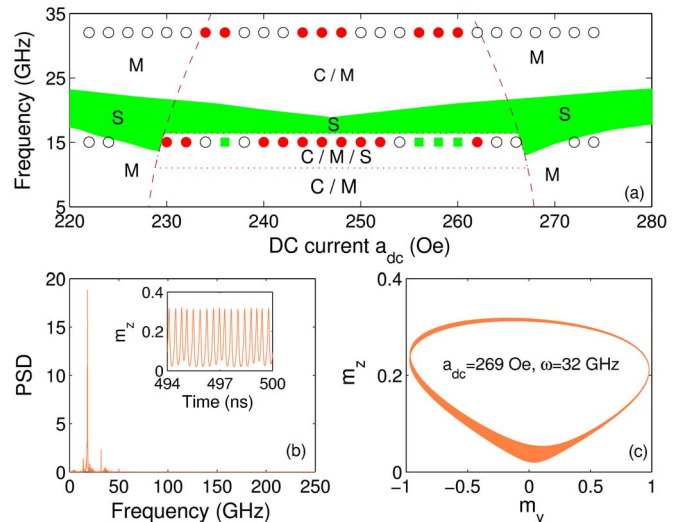 35
25
15
5
Frequency (GHz)
M
C / M
M
S
S
S
C / M / S
M
C / M
M
(a)
220 230 240 250 260 270 280
DC current a_dc (Oe)
20
15
10
5
0
PSD
0.4
0.2
0
m_z
494 497 500
Time (ns)
(b)
0 50 100 150 200 250
Frequency (GHz)
0.4
0.2
0
m_z
a_dc=269 Oe, ω=32 GHz
(c)
−1 −0.5 0 0.5 1
m_y